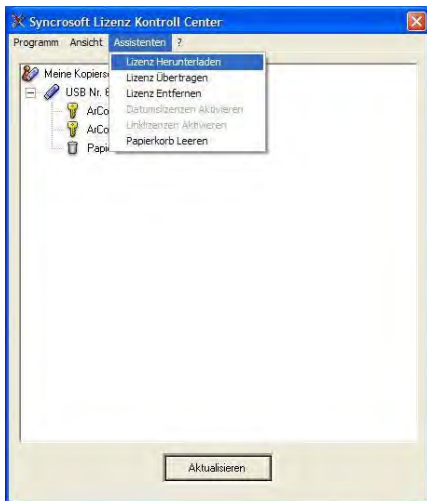 Syncrosoft Lizenz Kontroll Center
Programm Ansicht Assistenten ?
Lizenz Herunterladen
Lizenz Übertragen
Lizenz Entfernen
Datumslizenzen Aktivieren
Linklizenzen Aktivieren
Papierkorb Leeren
Meine Kopiers
USB Nr. 6
ArCo
ArCo
Papi
Aktualisieren